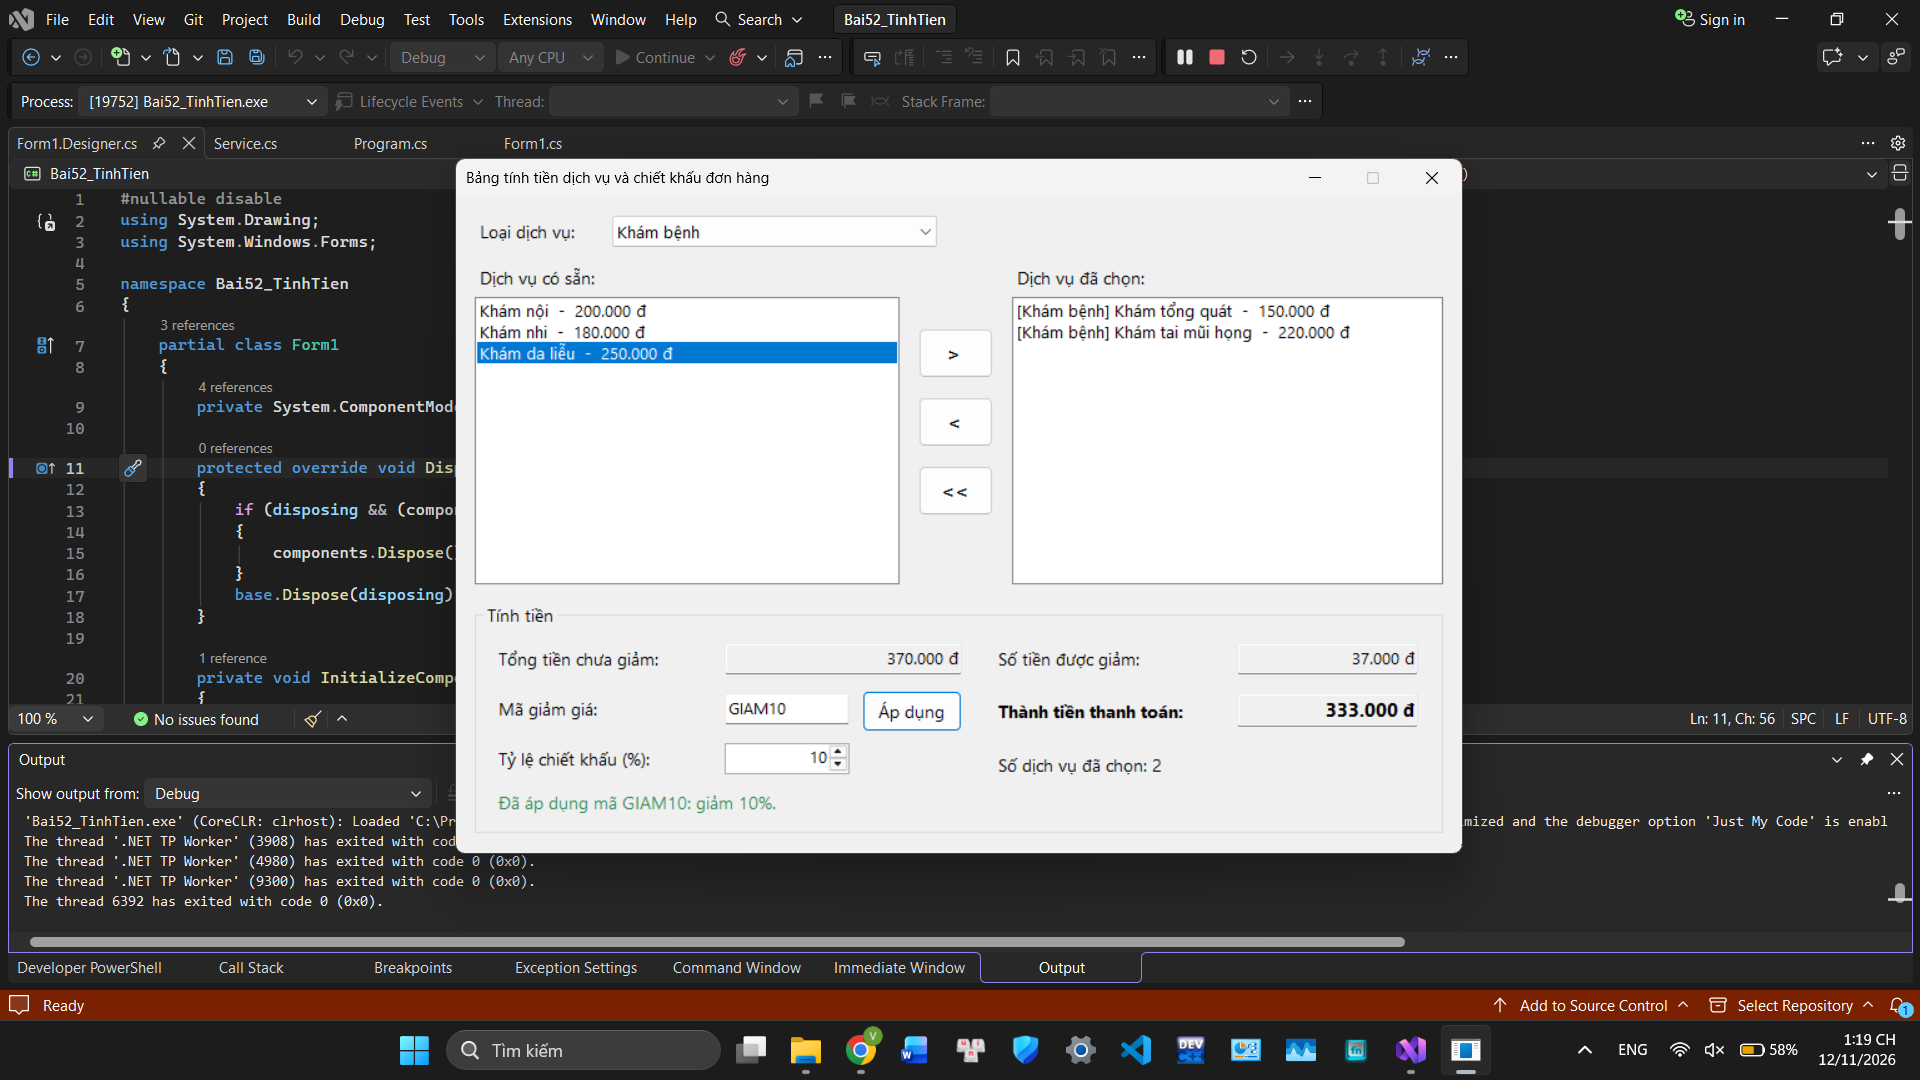 File Edit View Git Project Build Debug Test Tools Extensions Window Help Search Bai52_TinhTien Sign in
Debug Any CPU Continue
Process: [19752] Bai52_TinhTien.exe Lifecycle Events Thread: Stack Frame:
Form1.Designer.cs Service.cs Program.cs Form1.cs
Bai52_TinhTien
1 #nullable disable
2 using System.Drawing;
3 using System.Windows.Forms;
4
5 namespace Bai52_TinhTien
6 {
3 references
7 partial class Form1
8 {
4 references
9 private System.ComponentMode
10
0 references
11 protected override void Disp
12 {
13 if (disposing && (compon
14 {
15 components.Dispose()
16 }
17 base.Dispose(disposing)
18 }
19
1 reference
20 private void InitializeComp
21 {
100 % No issues found Ln: 11, Ch: 56 SPC LF UTF-8
Bảng tính tiền dịch vụ và chiết khấu đơn hàng
Loại dịch vụ: Khám bệnh
Dịch vụ có sẵn:
Khám nội - 200.000 đ
Khám nhi - 180.000 đ
Khám da liễu - 250.000 đ
>
<
<<
Dịch vụ đã chọn:
[Khám bệnh] Khám tổng quát - 150.000 đ
[Khám bệnh] Khám tai mũi họng - 220.000 đ
Tính tiền
Tổng tiền chưa giảm: 370.000 đ Số tiền được giảm: 37.000 đ
Mã giảm giá: GIAM10 Áp dụng Thành tiền thanh toán: 333.000 đ
Tỷ lệ chiết khấu (%): 10 Số dịch vụ đã chọn: 2
Đã áp dụng mã GIAM10: giảm 10%.
Output
Show output from: Debug
'Bai52_TinhTien.exe' (CoreCLR: clrhost): Loaded 'C:\Pr mized and the debugger option 'Just My Code' is enabl
The thread '.NET TP Worker' (3908) has exited with cod
The thread '.NET TP Worker' (4980) has exited with code 0 (0x0).
The thread '.NET TP Worker' (9300) has exited with code 0 (0x0).
The thread 6392 has exited with code 0 (0x0).
Developer PowerShell Call Stack Breakpoints Exception Settings Command Window Immediate Window Output
Ready Add to Source Control Select Repository 1
Tìm kiếm ENG 58% 1:19 CH
12/11/2026